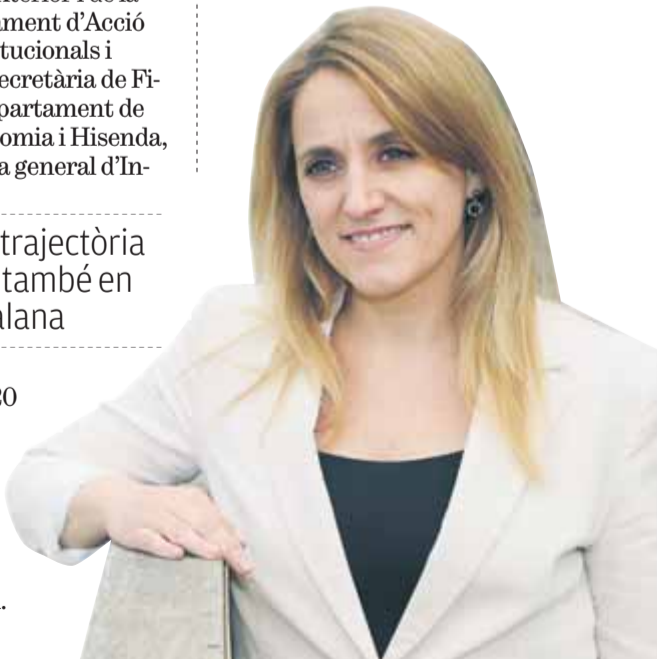 ament d'Acció
tucionals i
ecretària de Fi-
partament de
omia i Hisenda,
a general d'In-
trajectòria
també en
alana
20